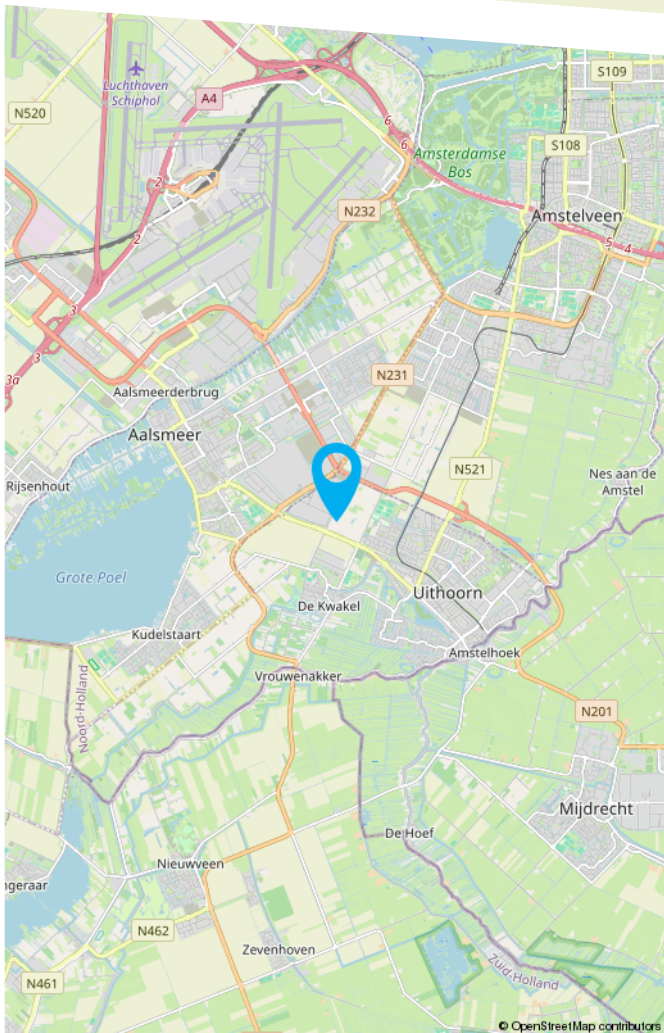 S109
Luchthaven
Schiphol
A4
N520
6
6
S108
Amsterdamse
Bos
2
N232
Amstelveen
2
5
4
3
3
3a
N231
Aalsmeerderbrug
Aalsmeer
N521
Nes aan de
Amstel
Rijsenhout
Grote Poel
Uithoorn
De Kwakel
Kudelstaart
Amstelhoek
Vrouwenakker
Noord-Holland
N201
Mijdrecht
De Hoef
Nieuwveen
ngeraar
N462
Zevenhoven
Zuid-Holland
N461
© OpenStreetMap contributors